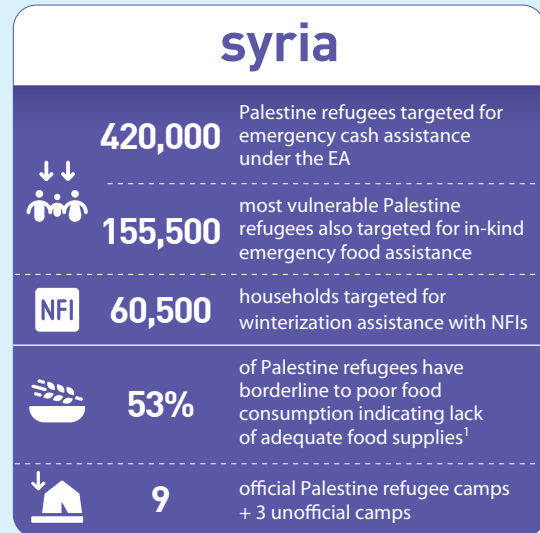 syria
420,000
Palestine refugees targeted for
emergency cash assistance
under the EA
155,500
most vulnerable Palestine
refugees also targeted for in-kind
emergency food assistance
NFI
60,500
households targeted for
winterization assistance with NFIs
53%
of Palestine refugees have
borderline to poor food
consumption indicating lack
of adequate food supplies¹
9
official Palestine refugee camps
+ 3 unofficial camps